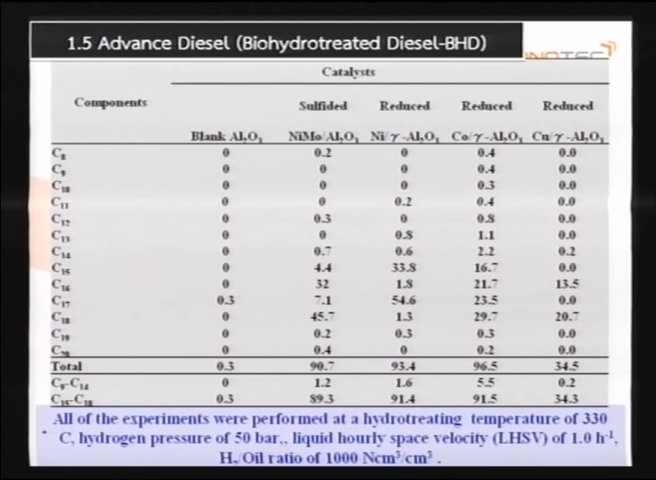 1.5 Advance Diesel (Biohydrotreated Diesel-BHD)
INOTEC
Catalysts
Components Sulfided Reduced Reduced Reduced
Blank Al₂O₃ NiMo/Al₂O₃ Ni/γ-Al₂O₃ Co/γ-Al₂O₃ Cu/γ-Al₂O₃
C₈ 0 0.2 0 0.4 0.0
C₉ 0 0 0 0.4 0.0
C₁₀ 0 0 0 0.3 0.0
C₁₁ 0 0 0.2 0.4 0.0
C₁₂ 0 0.3 0 0.8 0.0
C₁₃ 0 0 0.8 1.1 0.0
C₁₄ 0 0.7 0.6 2.2 0.2
C₁₅ 0 4.4 33.8 16.7 0.0
C₁₆ 0 32 1.8 21.7 13.5
C₁₇ 0.3 7.1 54.6 23.5 0.0
C₁₈ 0 45.7 1.3 29.7 20.7
C₁₉ 0 0.2 0.3 0.3 0.0
C₂₀ 0 0.4 0 0.2 0.0
Total 0.3 90.7 93.4 96.5 34.5
C₈-C₁₄ 0 1.2 1.6 5.5 0.2
C₁₅-C₁₈ 0.3 89.3 91.4 91.5 34.3
All of the experiments were performed at a hydrotreating temperature of 330
C, hydrogen pressure of 50 bar,, liquid hourly space velocity (LHSV) of 1.0 h⁻¹,
H₂/Oil ratio of 1000 Ncm³/cm³ .